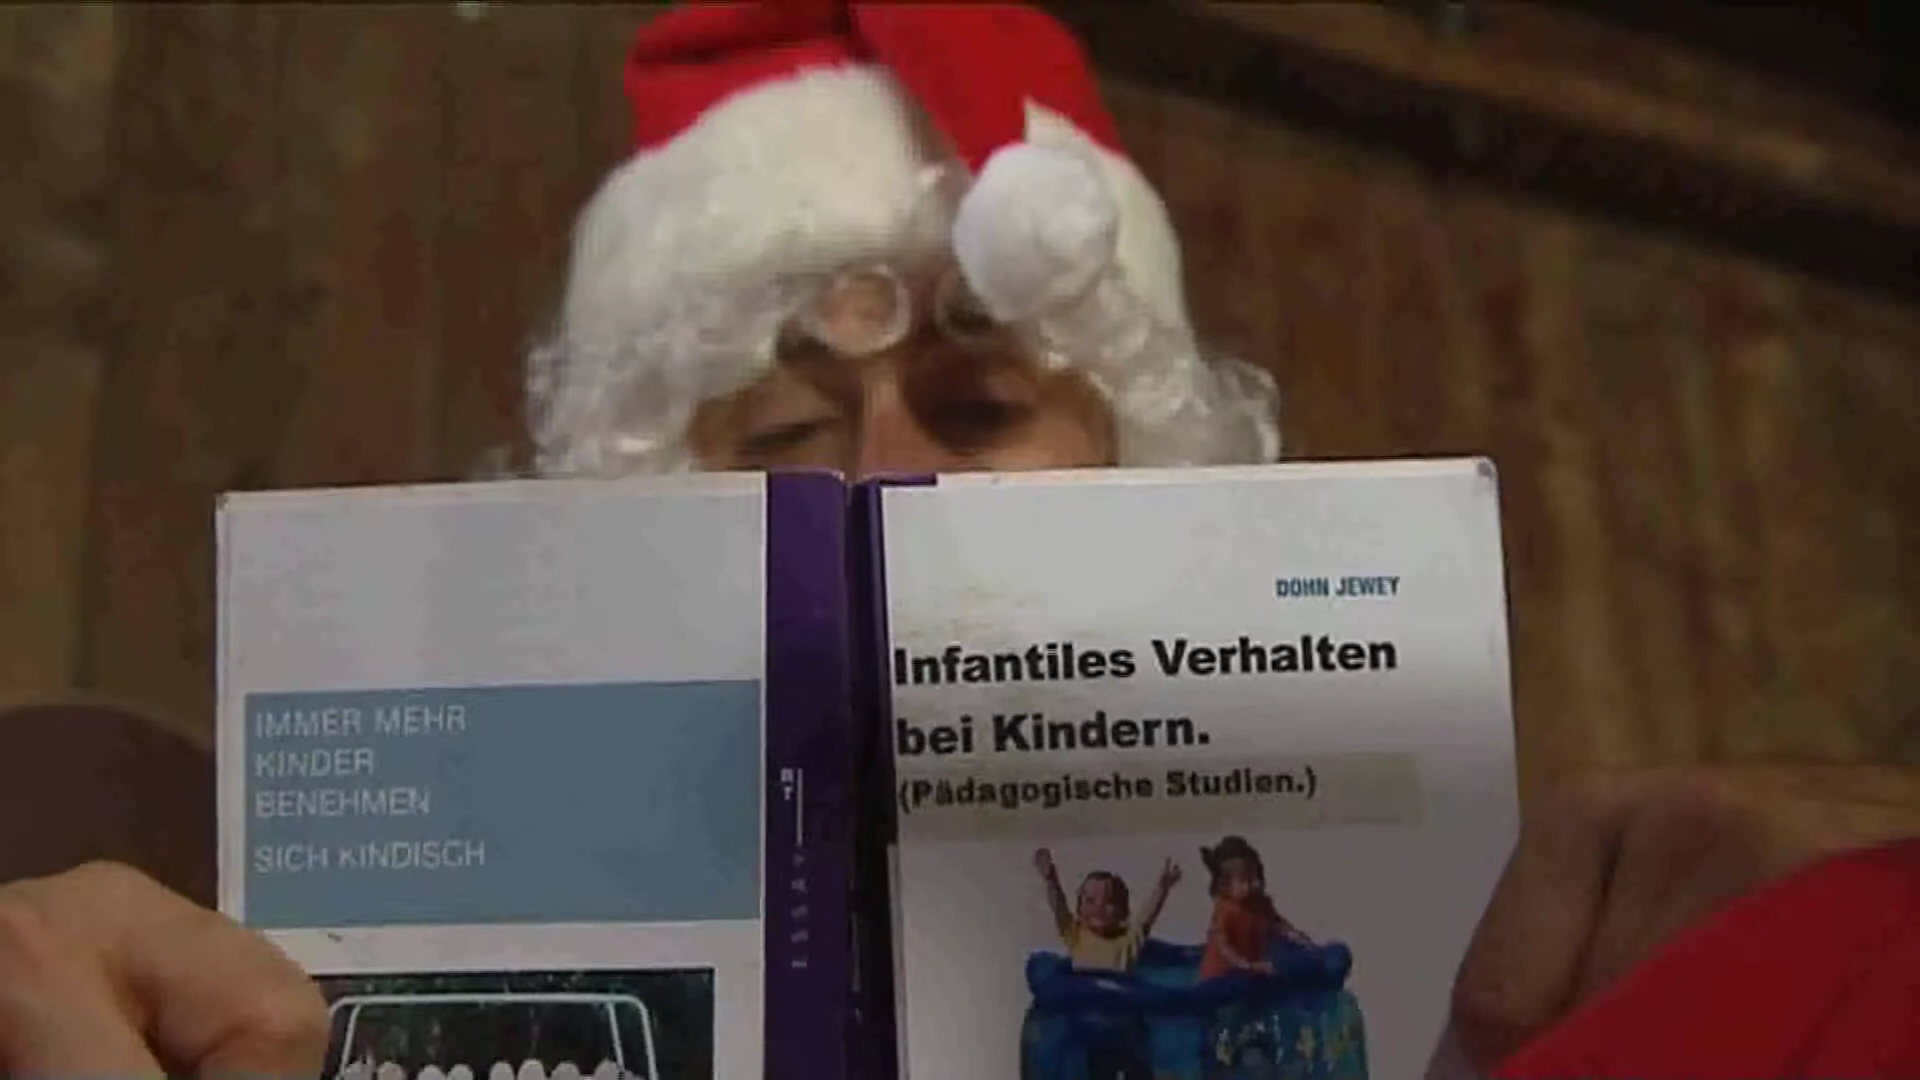 IMMER MEHR
KINDER
BENEHMEN
SICH KINDISCH
DOHN JEWEY
Infantiles Verhalten
bei Kindern.
(Pädagogische Studien.)